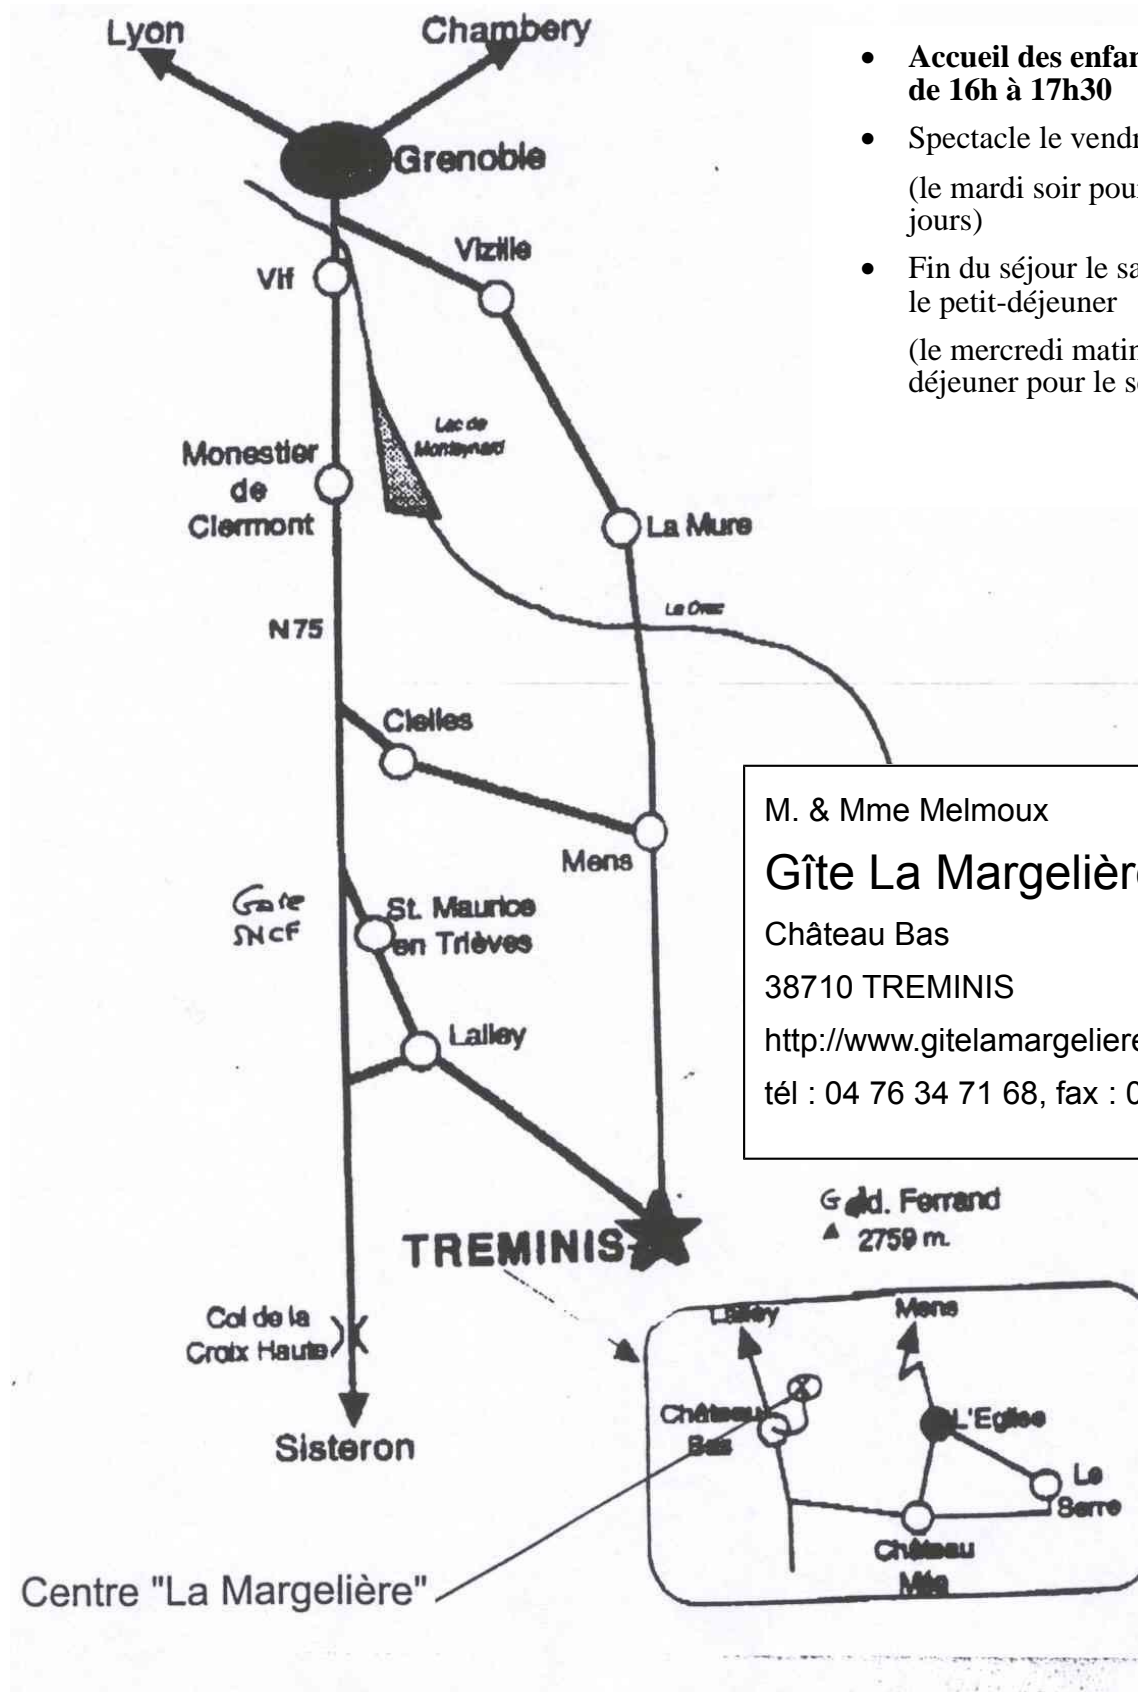 Lyon
Chambery
Grenoble
Vizille
Vif
Lac de
Monteynard
Monestier
de
Clermont
La Mure
Le Drac
N75
Clelles
Mens
Gare
SNCF
St. Maurice
en Trièves
Lalley
TREMINIS
Col de la
Croix Haute
Sisteron
Centre "La Margelière"
• Accueil des enfan
de 16h à 17h30
• Spectacle le vendr
(le mardi soir pour
jours)
• Fin du séjour le sa
le petit-déjeuner
(le mercredi matin
déjeuner pour le s
M. & Mme Melmoux
Gîte La Margelière
Château Bas
38710 TREMINIS
http://www.gitelamargeliere
tél : 04 76 34 71 68, fax : 0
Gd. Ferrand
2759 m.
Lalley
Mens
Château
Bas
L'Eglise
Le
Serre
Château